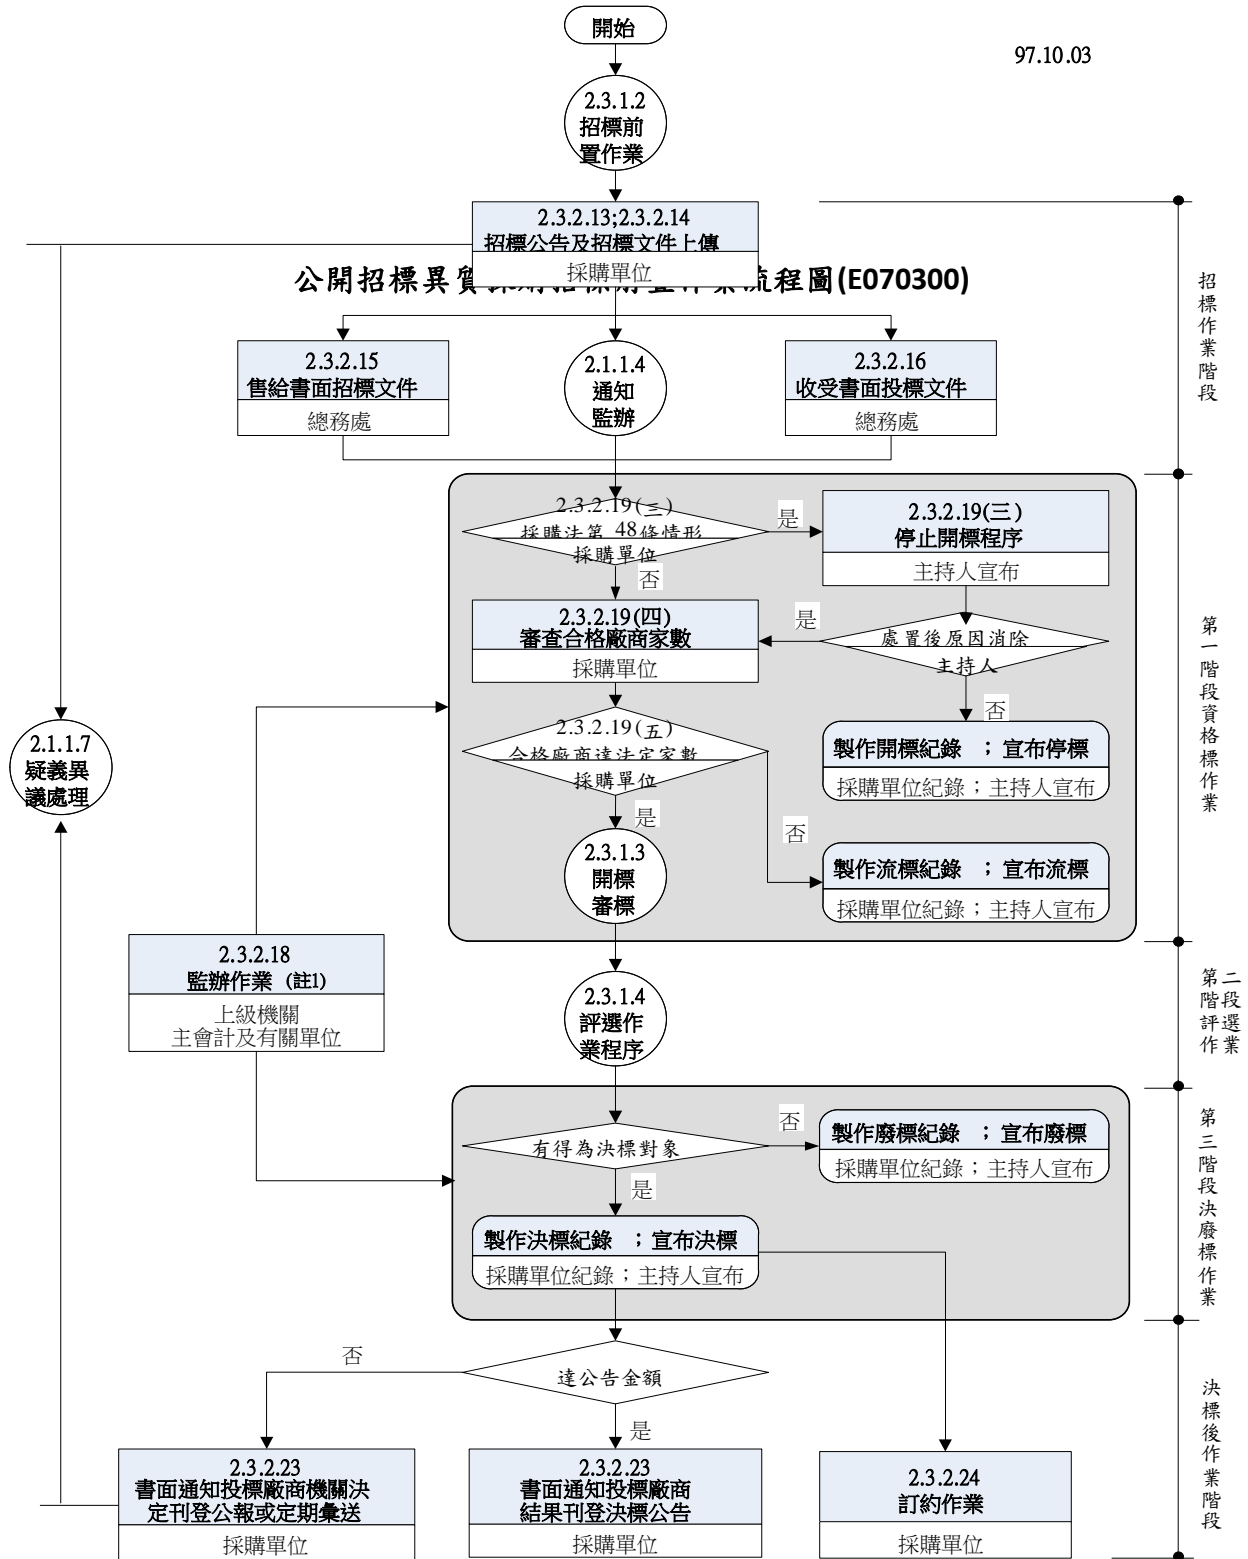 開始
97.10.03
2.3.1.2
招標前
置作業
2.3.2.13;2.3.2.14
招標公告及招標文件上傳
採購單位
公開招標異質採購招標前置作業流程圖(E070300)
2.3.2.15
售給書面招標文件
總務處
2.1.1.4
通知
監辦
2.3.2.16
收受書面投標文件
總務處
招標作業階段
2.3.2.19(三)
採購法第 48條情形
採購單位
是
否
2.3.2.19(三)
停止開標程序
主持人宣布
2.3.2.19(四)
審查合格廠商家數
採購單位
是
處置後原因消除
主持人
否
第一階段資格標作業
2.3.2.19(五)
合格廠商達法定家數
採購單位
是
否
製作開標紀錄 ；宣布停標
採購單位紀錄；主持人宣布
2.1.1.7
疑義異
議處理
2.3.1.3
開標
審標
製作流標紀錄 ；宣布流標
採購單位紀錄；主持人宣布
2.3.2.18
監辦作業 (註1)
上級機關
主會計及有關單位
2.3.1.4
評選作
業程序
第二階段評選作業
有得為決標對象
否
是
製作廢標紀錄 ；宣布廢標
採購單位紀錄；主持人宣布
第三階段決廢標作業
製作決標紀錄 ；宣布決標
採購單位紀錄；主持人宣布
達公告金額
否
是
決標後作業階段
2.3.2.23
書面通知投標廠商機關決
定刊登公報或定期彙送
採購單位
2.3.2.23
書面通知投標廠商
結果刊登決標公告
採購單位
2.3.2.24
訂約作業
採購單位